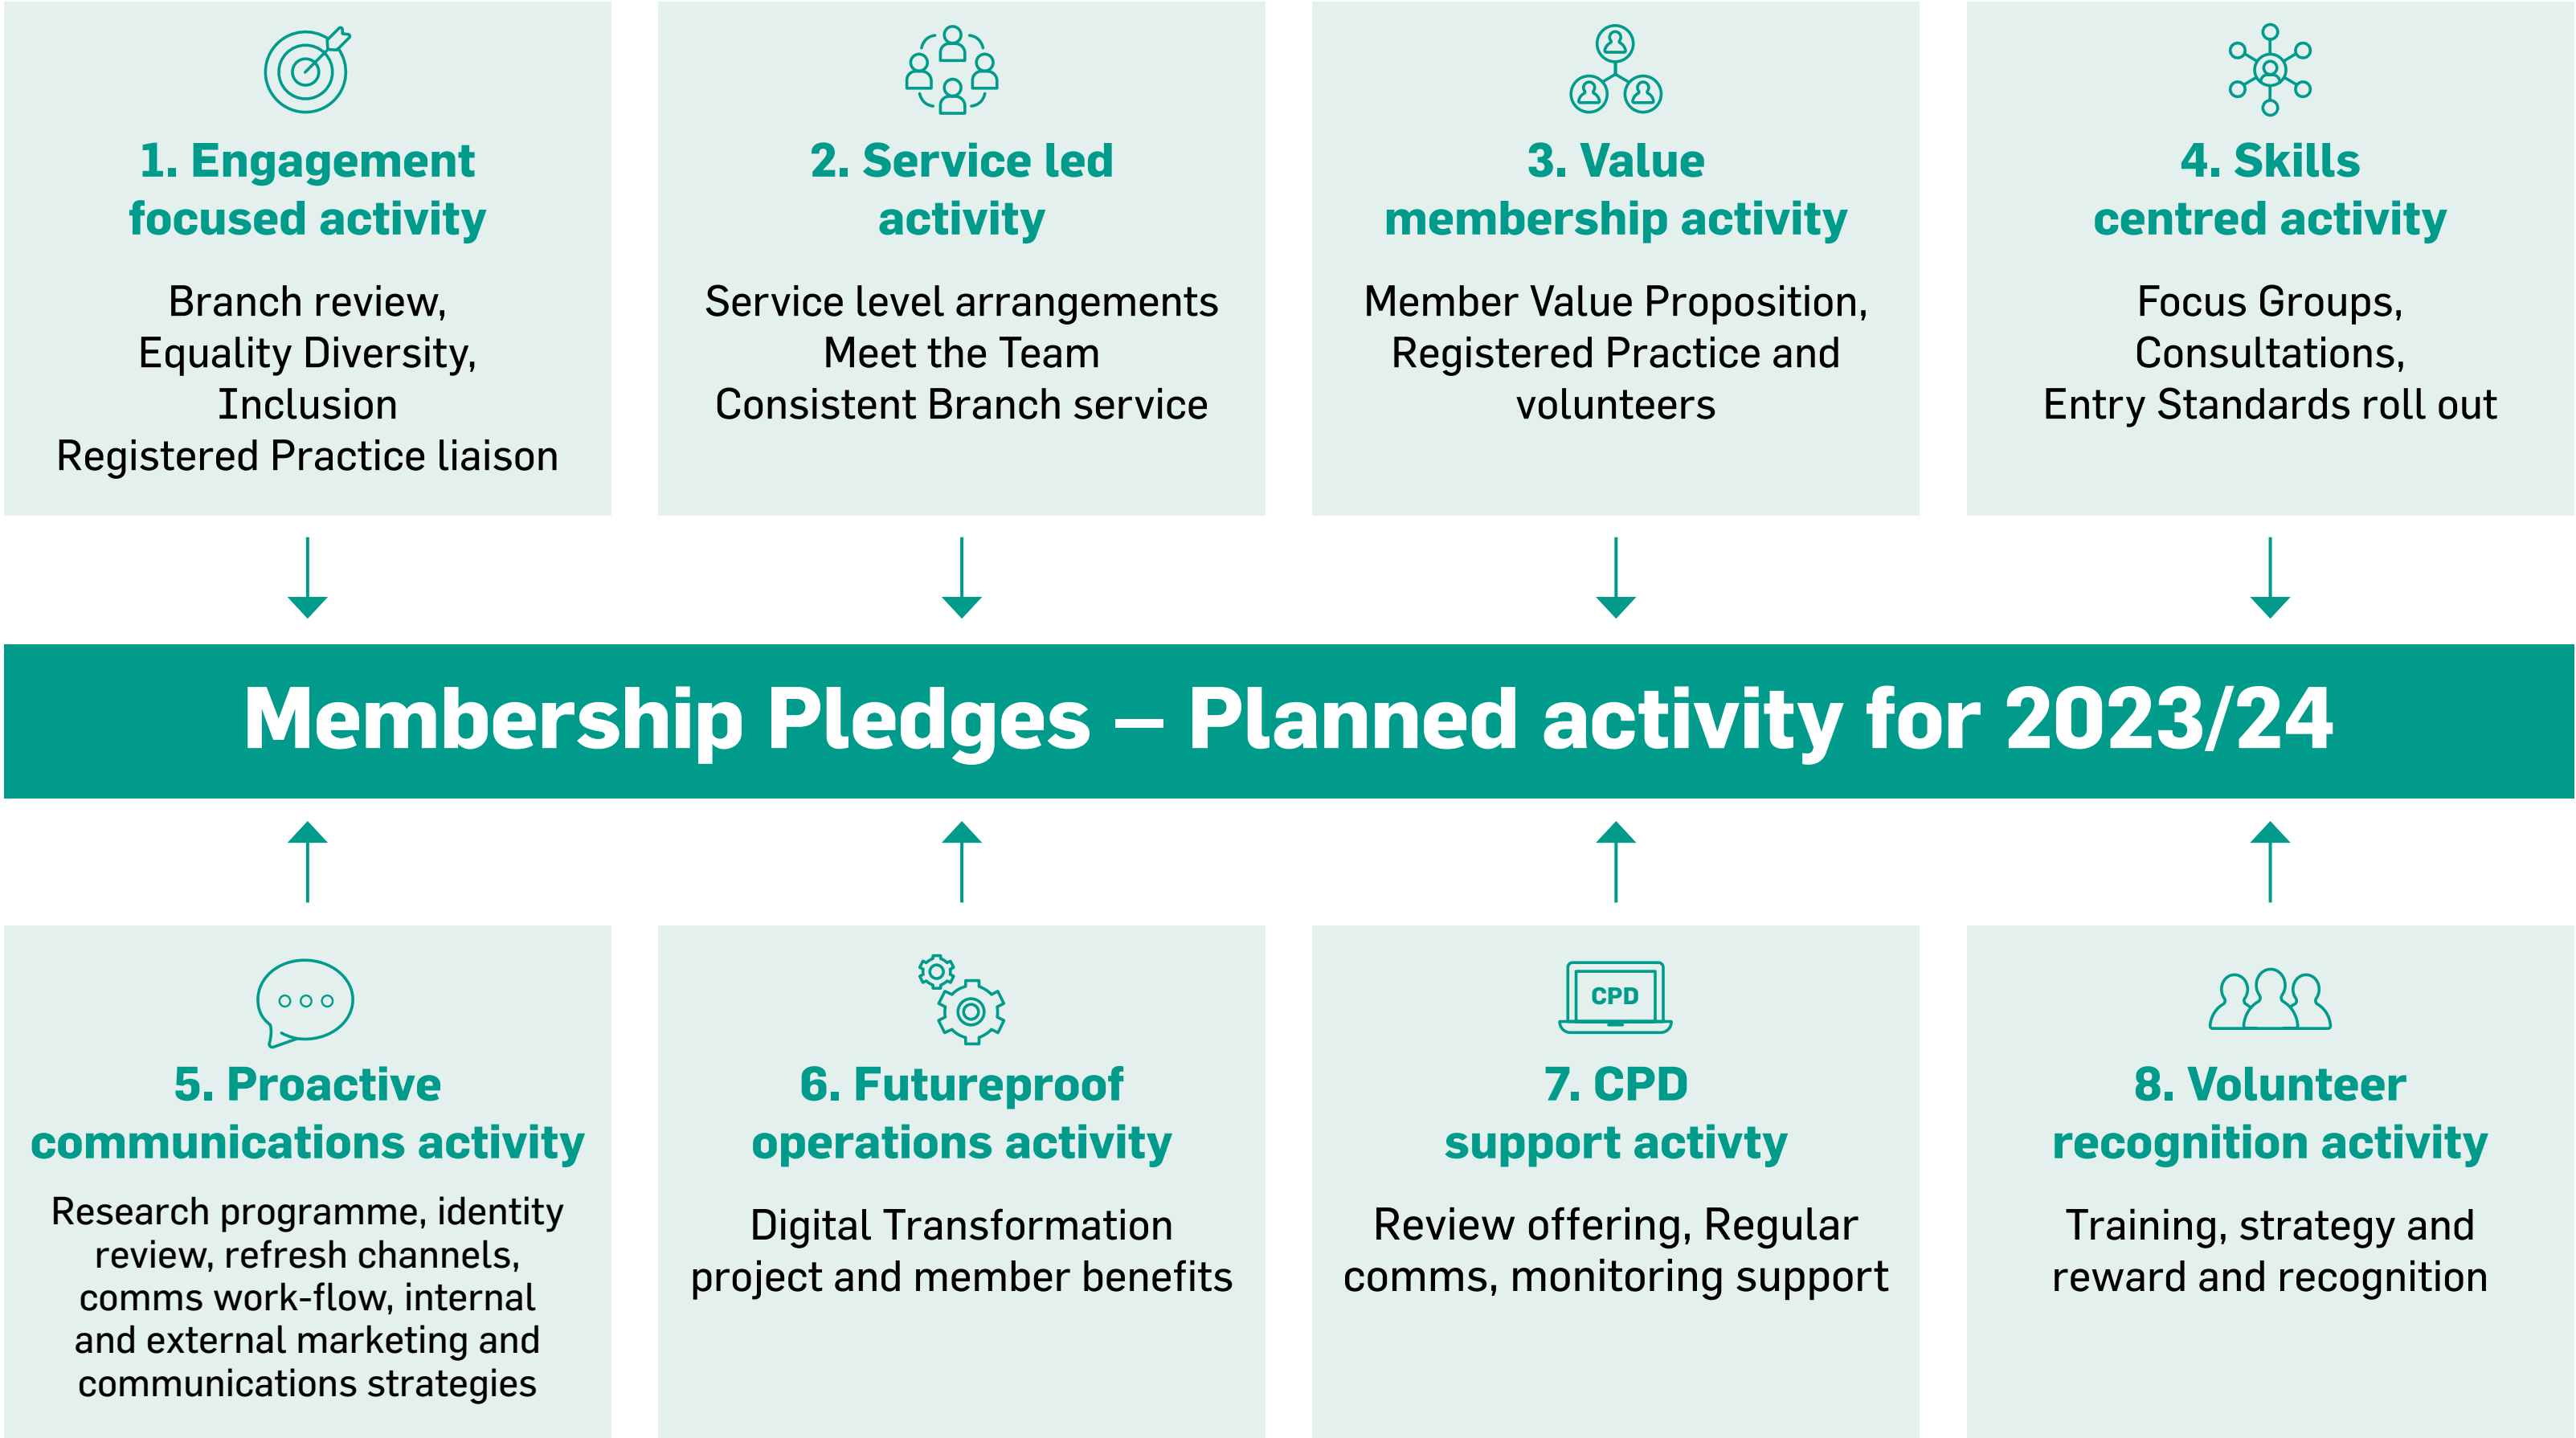 1. Engagement
focused activity
Branch review,
Equality Diversity,
Inclusion
Registered Practice liaison
2. Service led
activity
Service level arrangements
Meet the Team
Consistent Branch service
3. Value
membership activity
Member Value Proposition,
Registered Practice and
volunteers
4. Skills
centred activity
Focus Groups,
Consultations,
Entry Standards roll out
Membership Pledges – Planned activity for 2023/24
5. Proactive
communications activity
Research programme, identity
review, refresh channels,
comms work-flow, internal
and external marketing and
communications strategies
6. Futureproof
operations activity
Digital Transformation
project and member benefits
CPD
7. CPD
support activty
Review offering, Regular
comms, monitoring support
8. Volunteer
recognition activity
Training, strategy and
reward and recognition